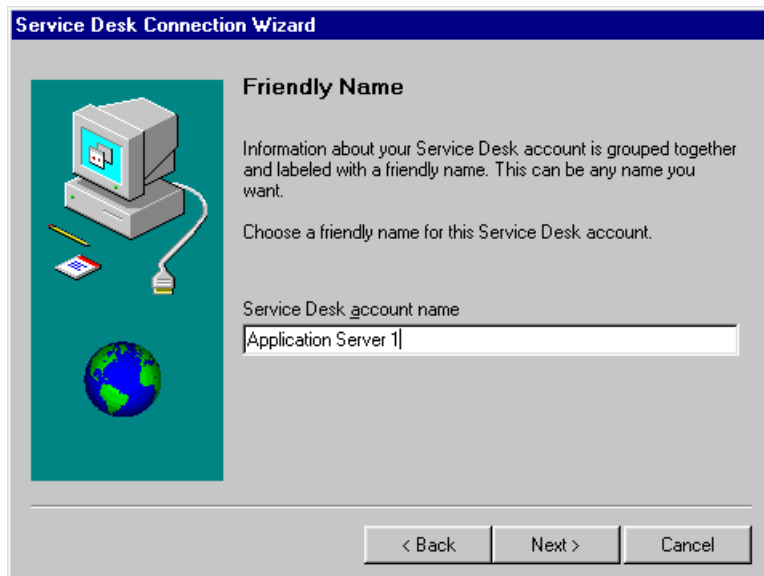 Service Desk Connection Wizard
Friendly Name
Information about your Service Desk account is grouped together
and labeled with a friendly name. This can be any name you
want.
Choose a friendly name for this Service Desk account.
Service Desk account name
Application Server 1
< Back
Next >
Cancel